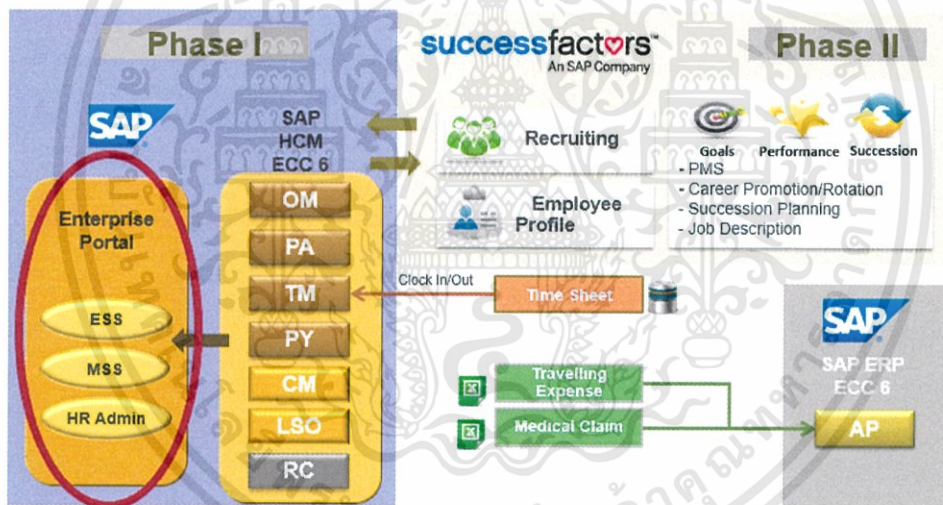 Phase I
SAP
SAP
HCM
ECC 6
Enterprise
Portal
ESS
MSS
HR Admin
OM
PA
TM
PY
CM
LSO
RC
successfactors™
An SAP Company
Phase II
Recruiting
Employee
Profile
Goals Performance Succession
- PMS
- Career Promotion/Rotation
- Succession Planning
- Job Description
Clock In/Out
Time Sheet
Travelling
Expense
Medical Claim
SAP
SAP ERP
ECC 6
AP